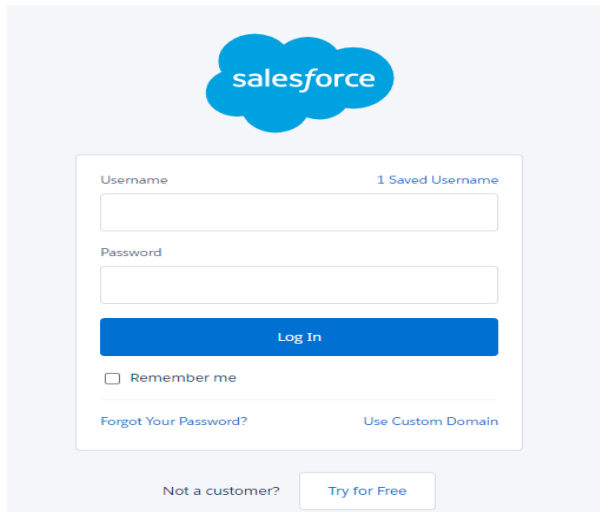 salesforce
Username 1 Saved Username
Password
Log In
Remember me
Forgot Your Password? Use Custom Domain
Not a customer? Try for Free